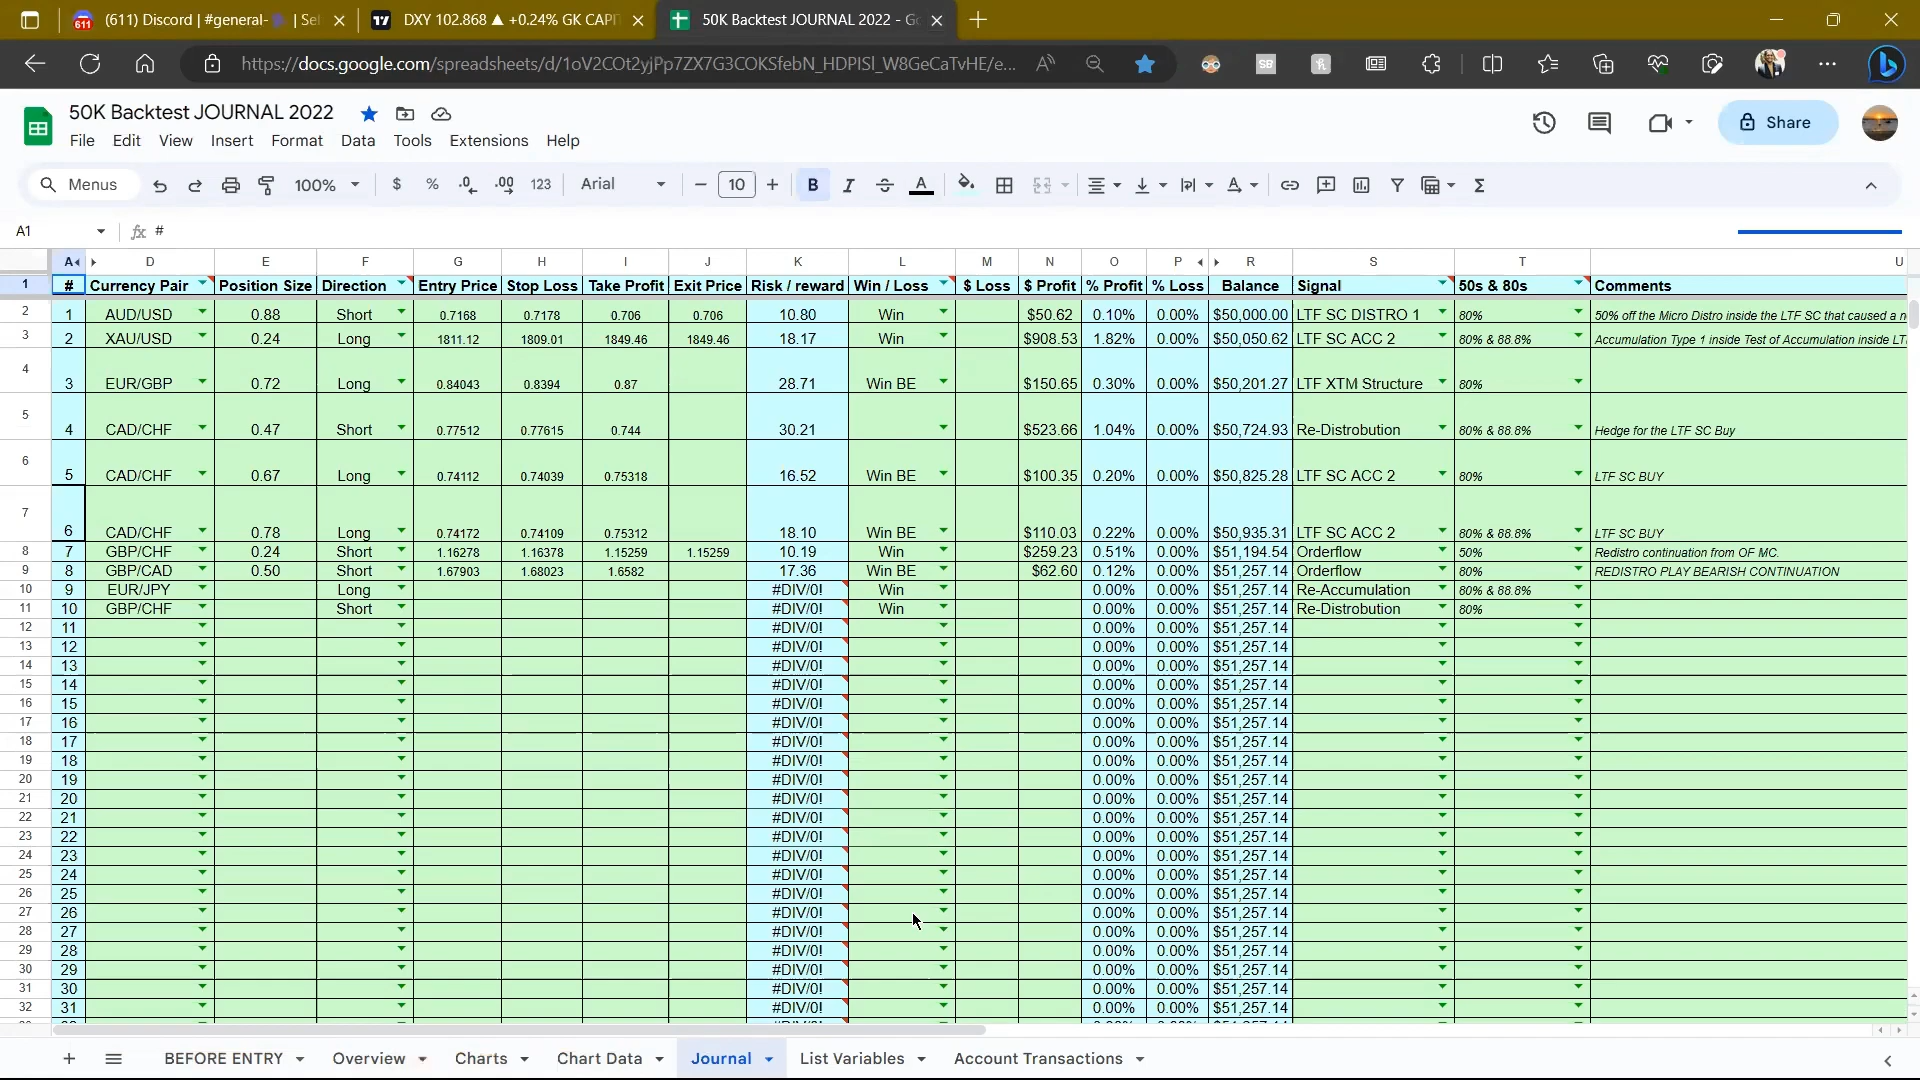 (611) Discord | #general- | Sel
DXY 102.868 ▲ +0.24% GK CAPI
50K Backtest JOURNAL 2022 - Go
https://docs.google.com/spreadsheets/d/1oV2COt2yjPp7ZX7G3COKSfebN_HDPISl_W8GeCaTvHE/e...
50K Backtest JOURNAL 2022
File Edit View Insert Format Data Tools Extensions Help
Share
Menus 100% $ % .0 .00 123 Arial 10 B I A
A1 fx #
A D E F G H I J K L M N O P R S T U
1 # Currency Pair Position Size Direction Entry Price Stop Loss Take Profit Exit Price Risk / reward Win / Loss $ Loss $ Profit % Profit % Loss Balance Signal 50s & 80s Comments
2 1 AUD/USD 0.88 Short 0.7168 0.7178 0.706 0.706 10.80 Win $50.62 0.10% 0.00% $50,000.00 LTF SC DISTRO 1 80% 50% off the Micro Distro inside the LTF SC that caused a n
3 2 XAU/USD 0.24 Long 1811.12 1809.01 1849.46 1849.46 18.17 Win $908.53 1.82% 0.00% $50,050.62 LTF SC ACC 2 80% & 88.8% Accumulation Type 1 inside Test of Accumulation inside LT
4 3 EUR/GBP 0.72 Long 0.84043 0.8394 0.87 28.71 Win BE $150.65 0.30% 0.00% $50,201.27 LTF XTM Structure 80%
5 4 CAD/CHF 0.47 Short 0.77512 0.77615 0.744 30.21 $523.66 1.04% 0.00% $50,724.93 Re-Distrobution 80% & 88.8% Hedge for the LTF SC Buy
6 5 CAD/CHF 0.67 Long 0.74112 0.74039 0.75318 16.52 Win BE $100.35 0.20% 0.00% $50,825.28 LTF SC ACC 2 80% LTF SC BUY
7 6 CAD/CHF 0.78 Long 0.74172 0.74109 0.75312 18.10 Win BE $110.03 0.22% 0.00% $50,935.31 LTF SC ACC 2 80% & 88.8% LTF SC BUY
8 7 GBP/CHF 0.24 Short 1.16278 1.16378 1.15259 1.15259 10.19 Win $259.23 0.51% 0.00% $51,194.54 Orderflow 50% Redistro continuation from OF MC.
9 8 GBP/CAD 0.50 Short 1.67903 1.68023 1.6582 17.36 Win BE $62.60 0.12% 0.00% $51,257.14 Orderflow 80% REDISTRO PLAY BEARISH CONTINUATION
10 9 EUR/JPY Long #DIV/0! Win 0.00% 0.00% $51,257.14 Re-Accumulation 80% & 88.8%
11 10 GBP/CHF Short #DIV/0! Win 0.00% 0.00% $51,257.14 Re-Distrobution 80%
12 11 #DIV/0! 0.00% 0.00% $51,257.14
13 12 #DIV/0! 0.00% 0.00% $51,257.14
14 13 #DIV/0! 0.00% 0.00% $51,257.14
15 14 #DIV/0! 0.00% 0.00% $51,257.14
16 15 #DIV/0! 0.00% 0.00% $51,257.14
17 16 #DIV/0! 0.00% 0.00% $51,257.14
18 17 #DIV/0! 0.00% 0.00% $51,257.14
19 18 #DIV/0! 0.00% 0.00% $51,257.14
20 19 #DIV/0! 0.00% 0.00% $51,257.14
21 20 #DIV/0! 0.00% 0.00% $51,257.14
22 21 #DIV/0! 0.00% 0.00% $51,257.14
23 22 #DIV/0! 0.00% 0.00% $51,257.14
24 23 #DIV/0! 0.00% 0.00% $51,257.14
25 24 #DIV/0! 0.00% 0.00% $51,257.14
26 25 #DIV/0! 0.00% 0.00% $51,257.14
27 26 #DIV/0! 0.00% 0.00% $51,257.14
28 27 #DIV/0! 0.00% 0.00% $51,257.14
29 28 #DIV/0! 0.00% 0.00% $51,257.14
30 29 #DIV/0! 0.00% 0.00% $51,257.14
31 30 #DIV/0! 0.00% 0.00% $51,257.14
32 31 #DIV/0! 0.00% 0.00% $51,257.14
BEFORE ENTRY Overview Charts Chart Data Journal List Variables Account Transactions